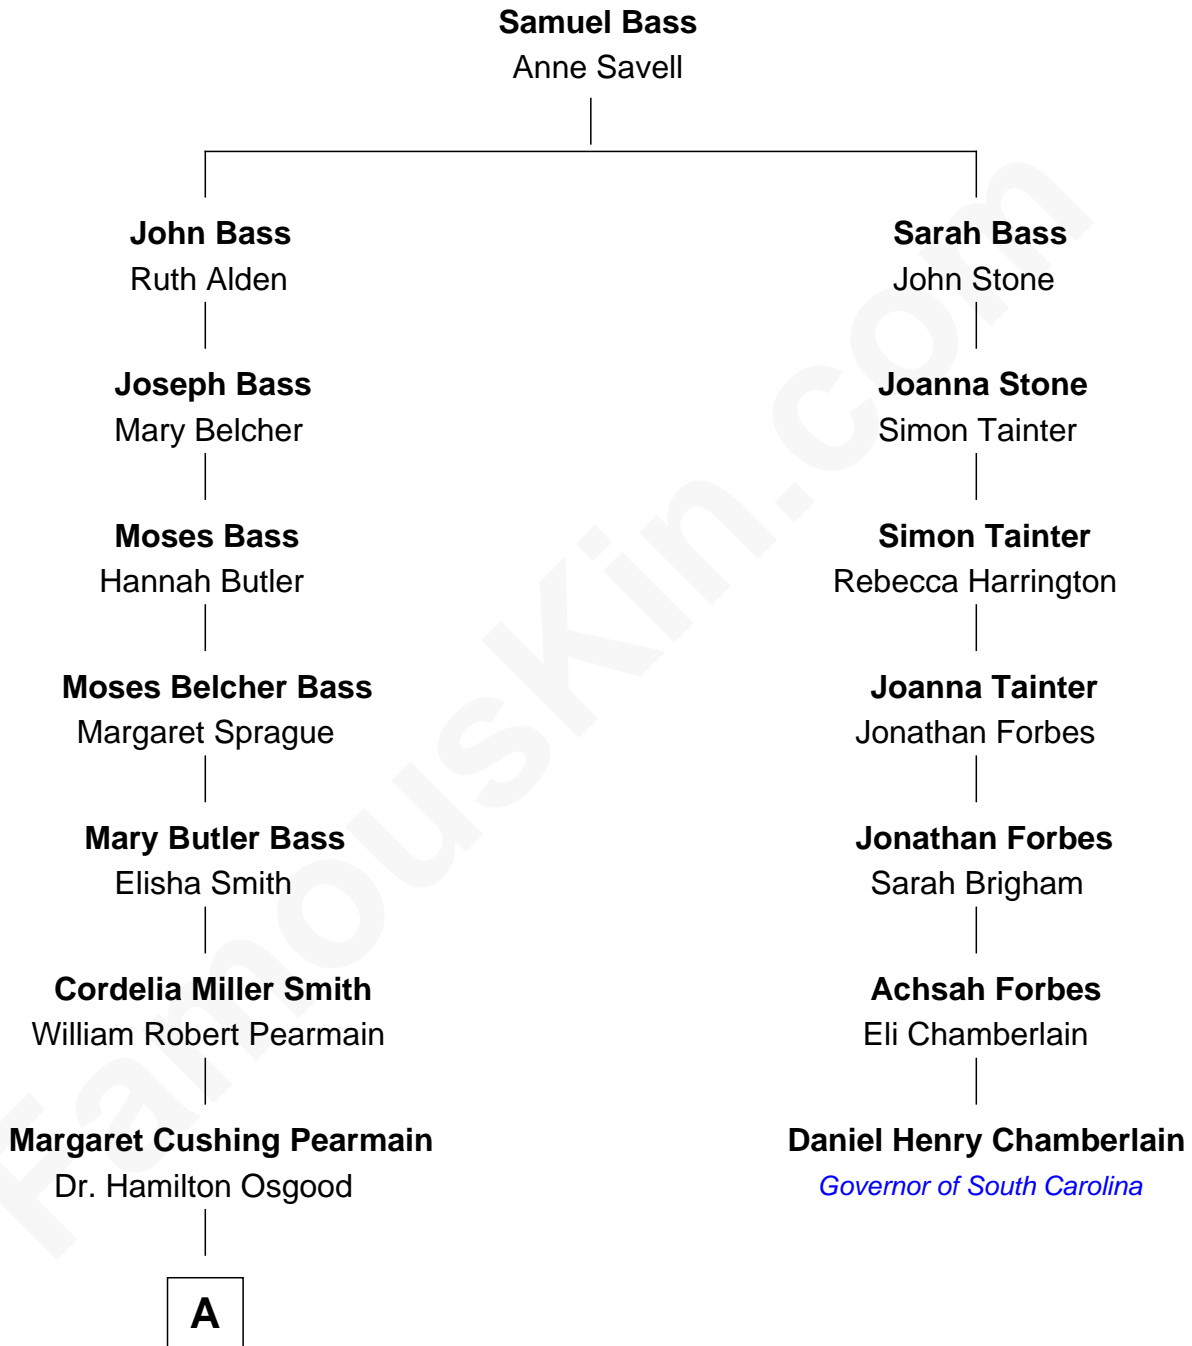 Samuel Bass
Anne Savell
John Bass
Ruth Alden
Joseph Bass
Mary Belcher
Moses Bass
Hannah Butler
Moses Belcher Bass
Margaret Sprague
Mary Butler Bass
Elisha Smith
Cordelia Miller Smith
William Robert Pearmain
Margaret Cushing Pearmain
Dr. Hamilton Osgood
A
Sarah Bass
John Stone
Joanna Stone
Simon Tainter
Simon Tainter
Rebecca Harrington
Joanna Tainter
Jonathan Forbes
Jonathan Forbes
Sarah Brigham
Achsah Forbes
Eli Chamberlain
Daniel Henry Chamberlain
Governor of South Carolina
FamousKin.com